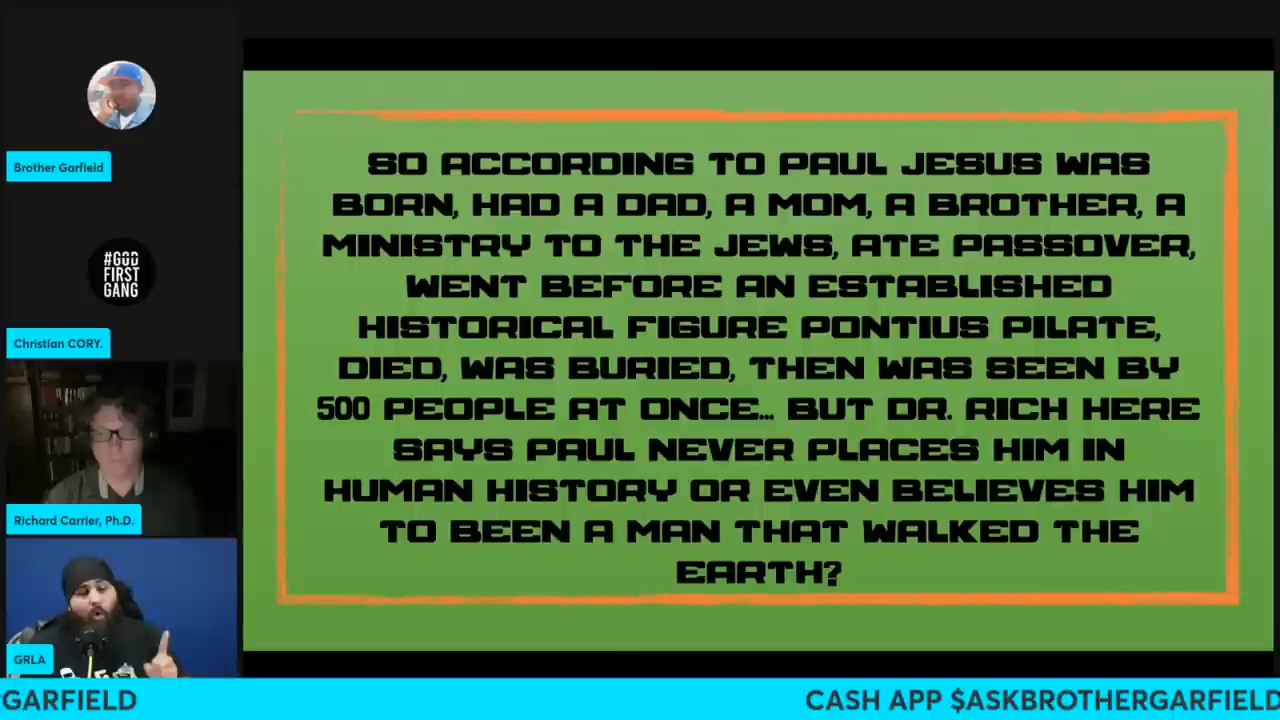 Brother Garfield
#GOD
FIRST
GANG
Christian CORY.
Richard Carrier, Ph.D.
GRLA
SO ACCORDING TO PAUL JESUS WAS
BORN, HAD A DAD, A MOM, A BROTHER, A
MINISTRY TO THE JEWS, ATE PASSOVER,
WENT BEFORE AN ESTABLISHED
HISTORICAL FIGURE PONTIUS PILATE,
DIED, WAS BURIED, THEN WAS SEEN BY
500 PEOPLE AT ONCE... BUT DR. RICH HERE
SAYS PAUL NEVER PLACES HIM IN
HUMAN HISTORY OR EVEN BELIEVES HIM
TO BEEN A MAN THAT WALKED THE
EARTH?
GARFIELD
CASH APP $ASKBROTHERGARFIELD